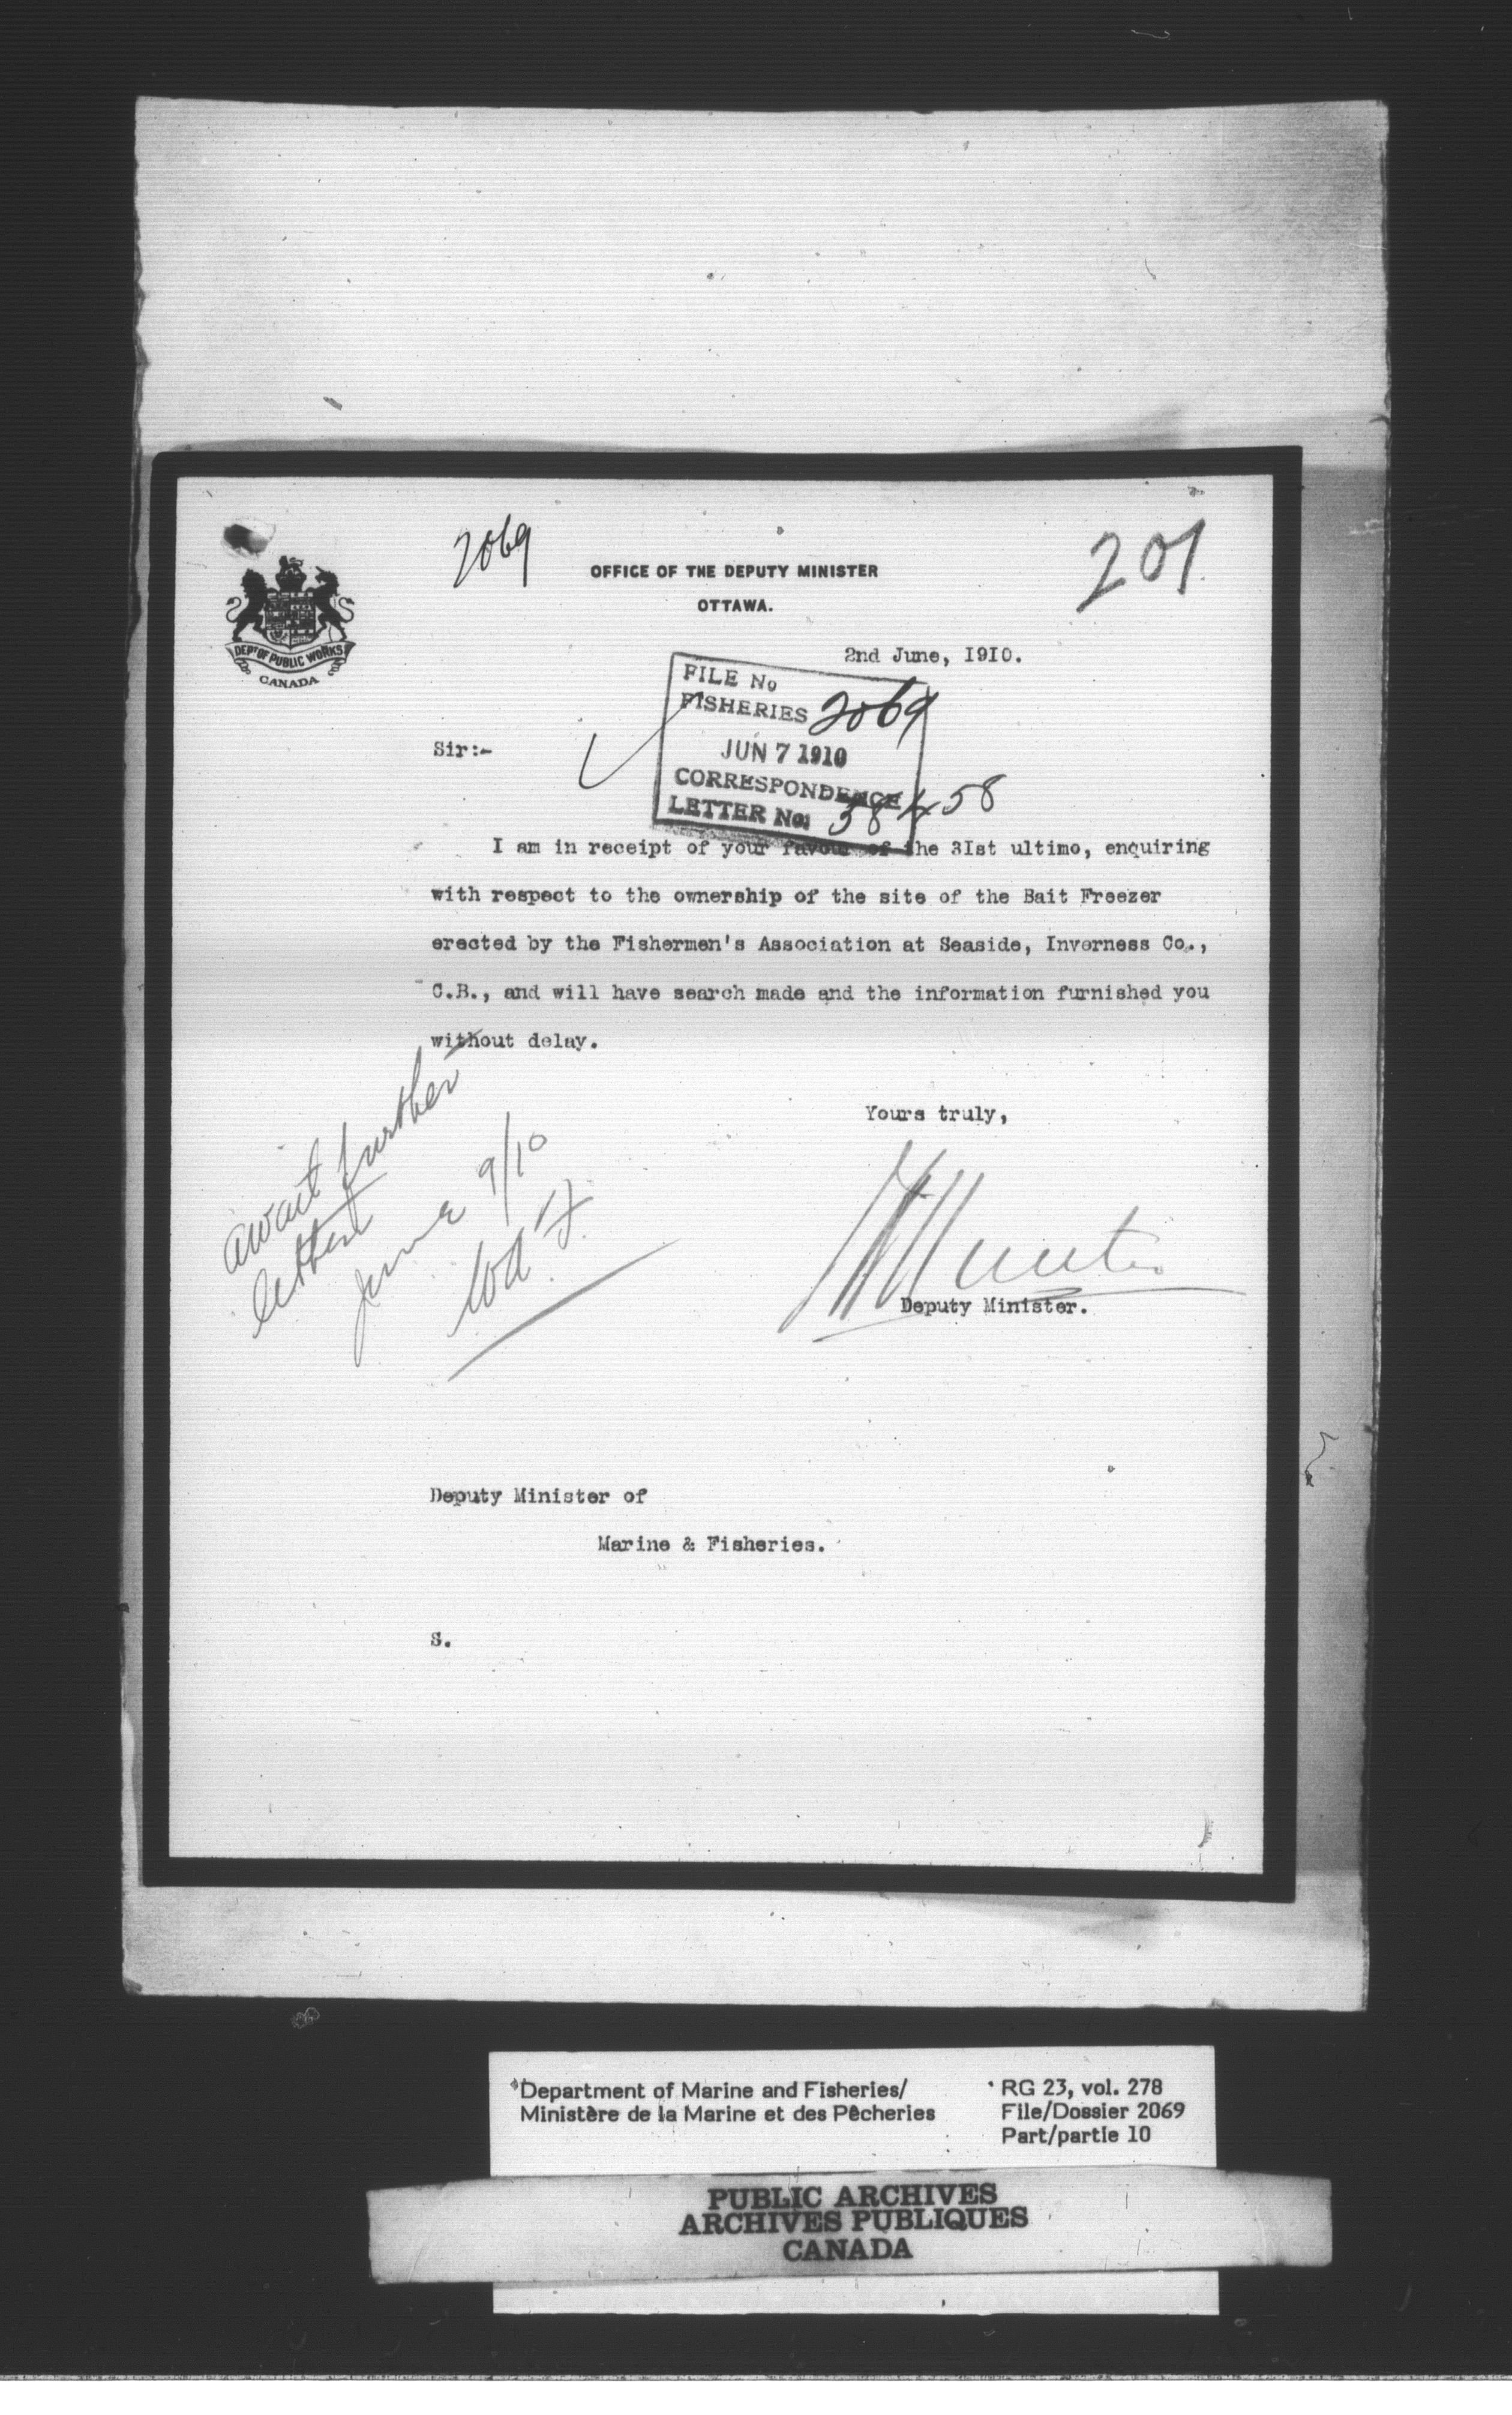 2069
201
OFFICE OF THE DEPUTY MINISTER
OTTAWA.
DEPT OF PUBLIC WORKS
CANADA
2nd June, 1910.
FILE No
FISHERIES 2069
JUN 7 1910
CORRESPONDENCE
LETTER No. 38458
Sir:-
I am in receipt of your favour of the 31st ultimo, enquiring
with respect to the ownership of the site of the Bait Freezer
erected by the Fishermen's Association at Seaside, Inverness Co.,
C.B., and will have search made and the information furnished you
without delay.
await further
letter
June 9/10
Yours truly,
Hunter
Deputy Minister.
Deputy Minister of
Marine & Fisheries.
S.
Department of Marine and Fisheries/
Ministère de la Marine et des Pêcheries
RG 23, vol. 278
File/Dossier 2069
Part/partie 10
PUBLIC ARCHIVES
ARCHIVES PUBLIQUES
CANADA